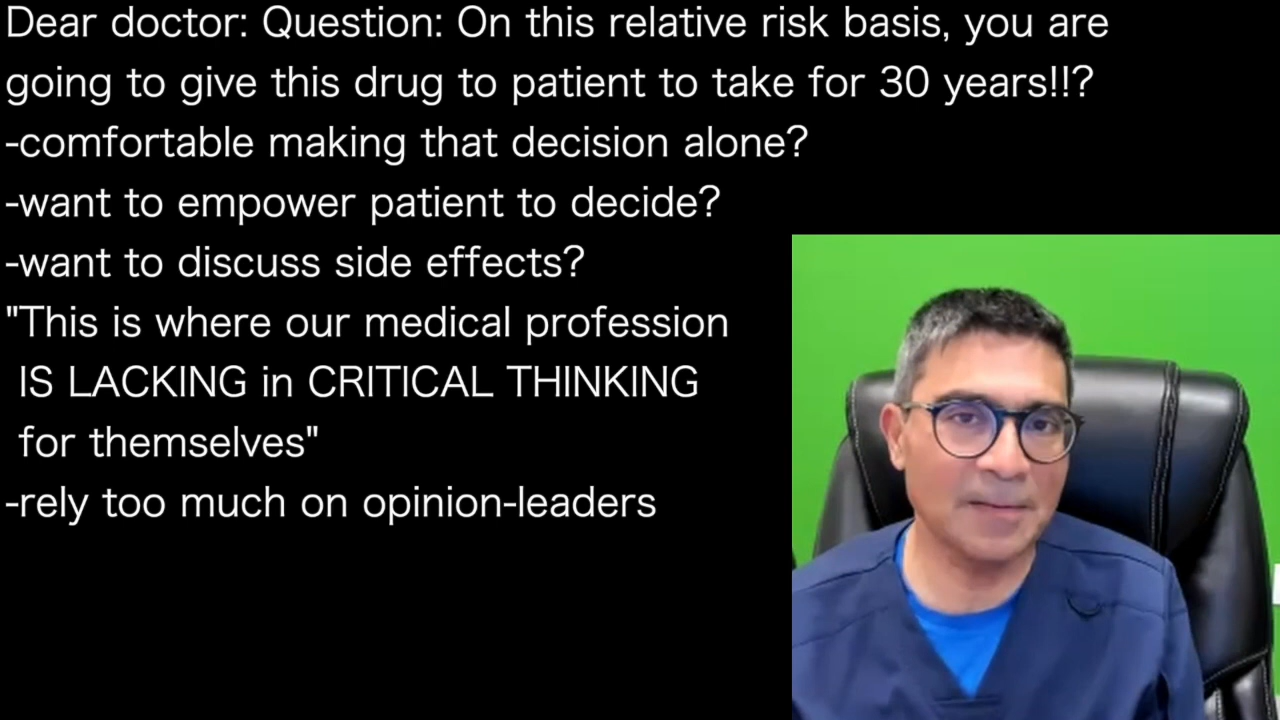 Dear doctor: Question: On this relative risk basis, you are
going to give this drug to patient to take for 30 years!!?
-comfortable making that decision alone?
-want to empower patient to decide?
-want to discuss side effects?
"This is where our medical profession
IS LACKING in CRITICAL THINKING
for themselves"
-rely too much on opinion-leaders